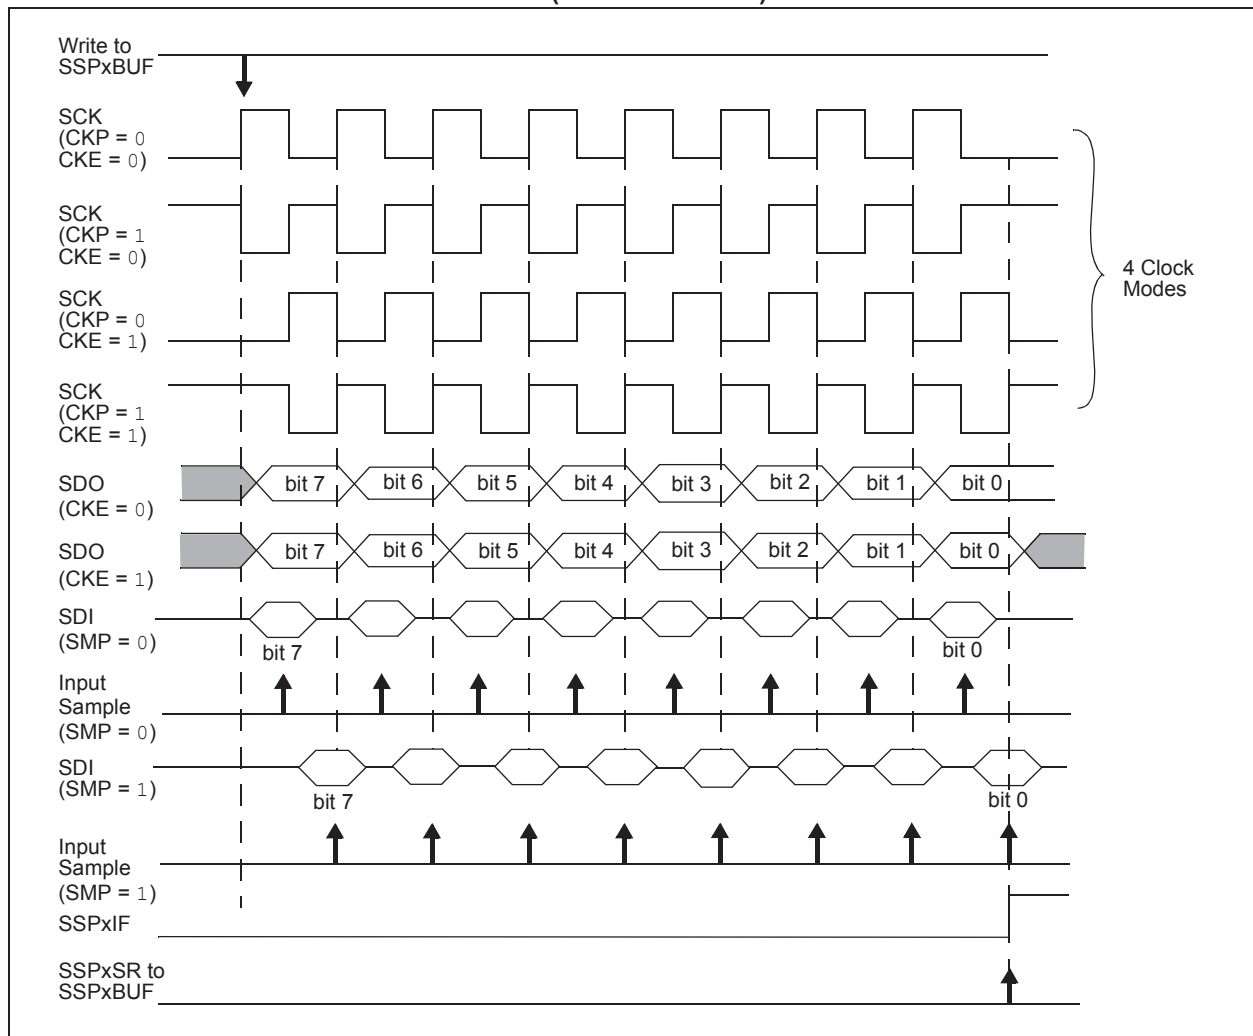 Write to
SSPxBUF
SCK
(CKP = 0
CKE = 0)
SCK
(CKP = 1
CKE = 0)
4 Clock
Modes
SCK
(CKP = 0
CKE = 1)
SCK
(CKP = 1
CKE = 1)
SDO
(CKE = 0)
bit 7 bit 6 bit 5 bit 4 bit 3 bit 2 bit 1 bit 0
SDO
(CKE = 1)
bit 7 bit 6 bit 5 bit 4 bit 3 bit 2 bit 1 bit 0
SDI
(SMP = 0)
bit 7 bit 0
Input
Sample
(SMP = 0)
SDI
(SMP = 1)
bit 7 bit 0
Input
Sample
(SMP = 1)
SSPxIF
SSPxSR to
SSPxBUF